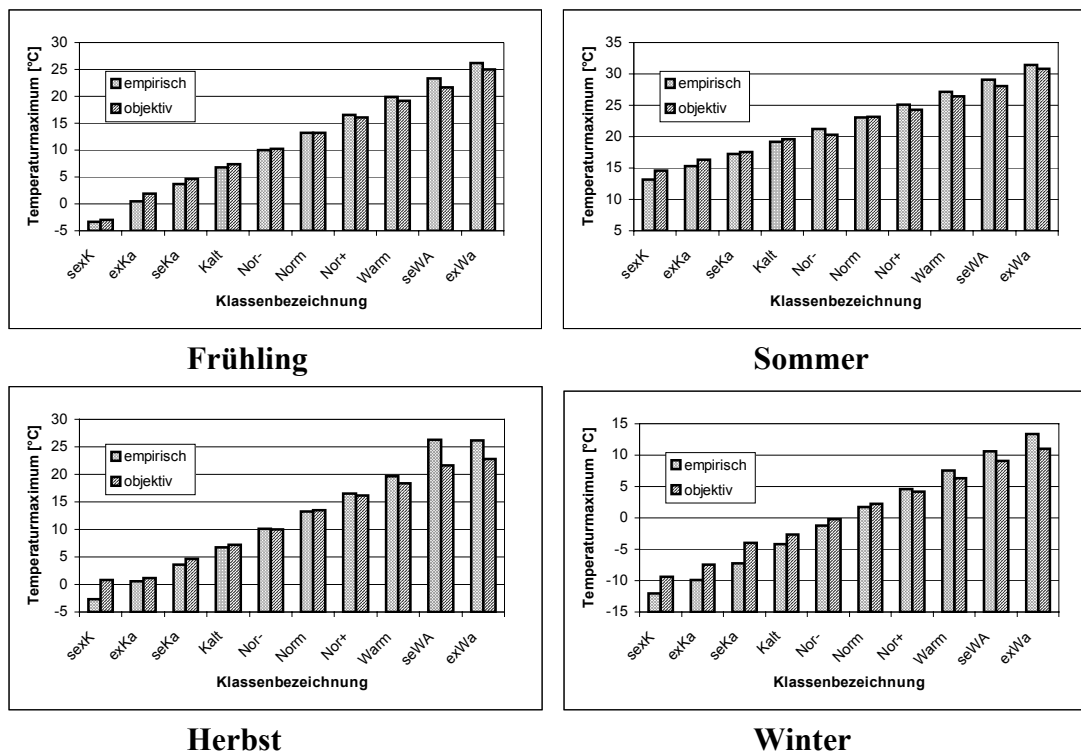 Temperaturmaximum [°C]
30
25
20
15
10
5
0
-5
empirisch
objektiv
sexK
exKa
seKa
Kalt
Nor-
Norm
Nor+
Warm
seWA
exWa
Klassenbezeichnung
Frühling
Temperaturmaximum [°C]
35
30
25
20
15
10
5
empirisch
objektiv
sexK
exKa
seKa
Kalt
Nor-
Norm
Nor+
Warm
seWA
exWa
Klassenbezeichnung
Sommer
Temperaturmaximum [°C]
30
25
20
15
10
5
0
-5
empirisch
objektiv
sexK
exKa
seKa
Kalt
Nor-
Norm
Nor+
Warm
seWA
exWa
Klassenbezeichnung
Herbst
Temperaturmaximum [°C]
15
10
5
0
-5
-10
-15
empirisch
objektiv
sexK
exKa
seKa
Kalt
Nor-
Norm
Nor+
Warm
seWA
exWa
Klassenbezeichnung
Winter